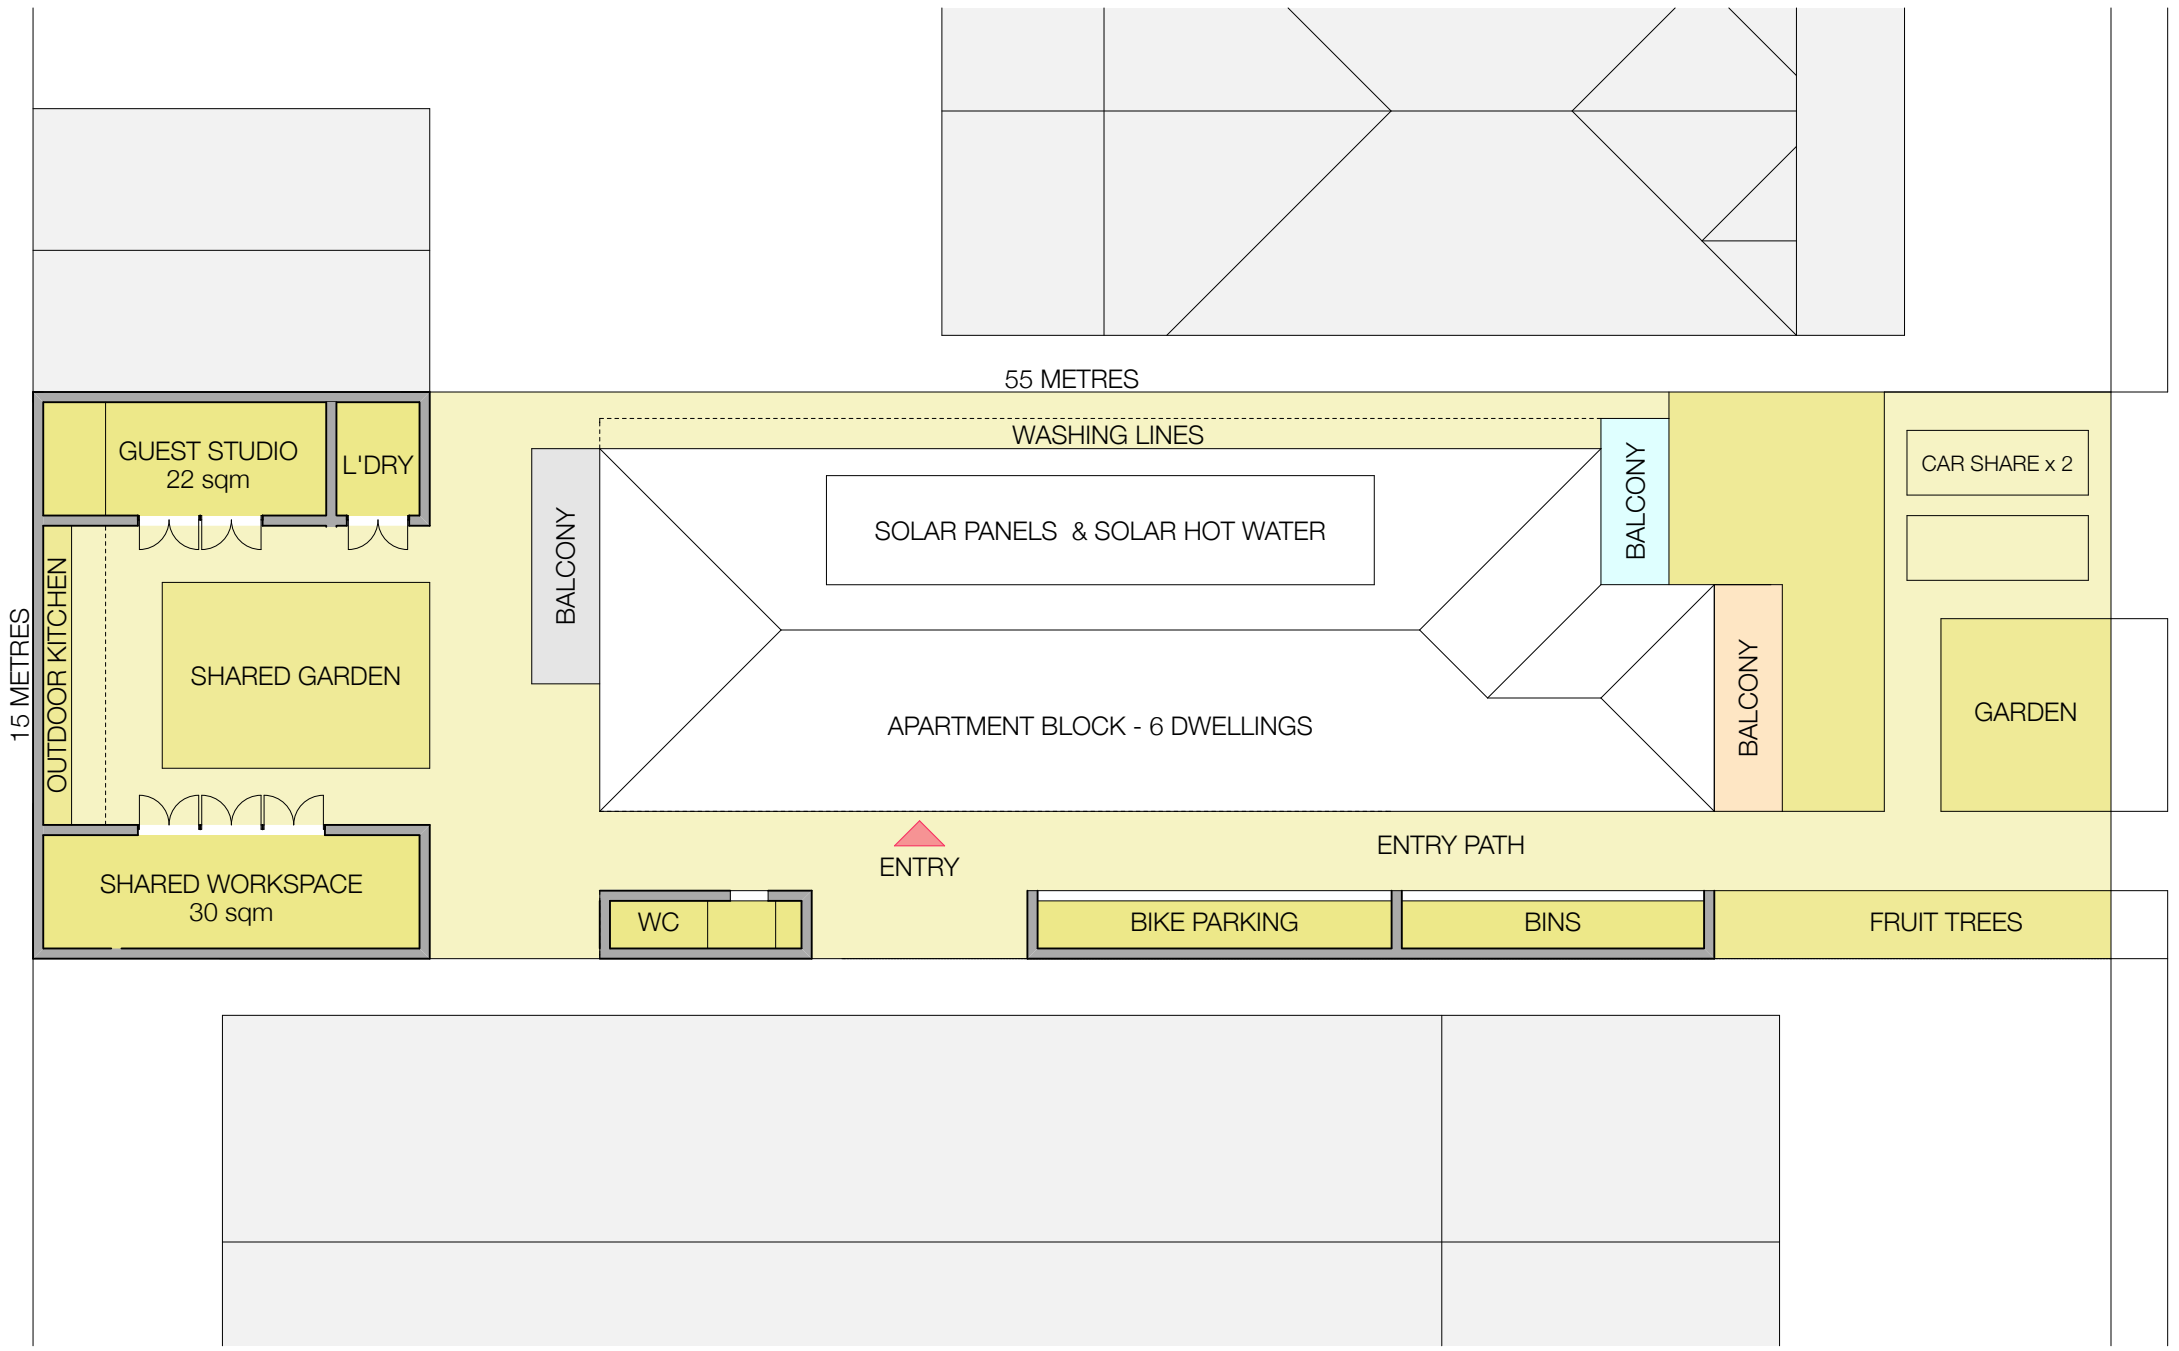 55 METRES
WASHING LINES
GUEST STUDIO
22 sqm
L'DRY
BALCONY
SOLAR PANELS & SOLAR HOT WATER
BALCONY
CAR SHARE x 2
15 METRES
OUTDOOR KITCHEN
SHARED GARDEN
APARTMENT BLOCK - 6 DWELLINGS
BALCONY
GARDEN
ENTRY
ENTRY PATH
SHARED WORKSPACE
30 sqm
WC
BIKE PARKING
BINS
FRUIT TREES